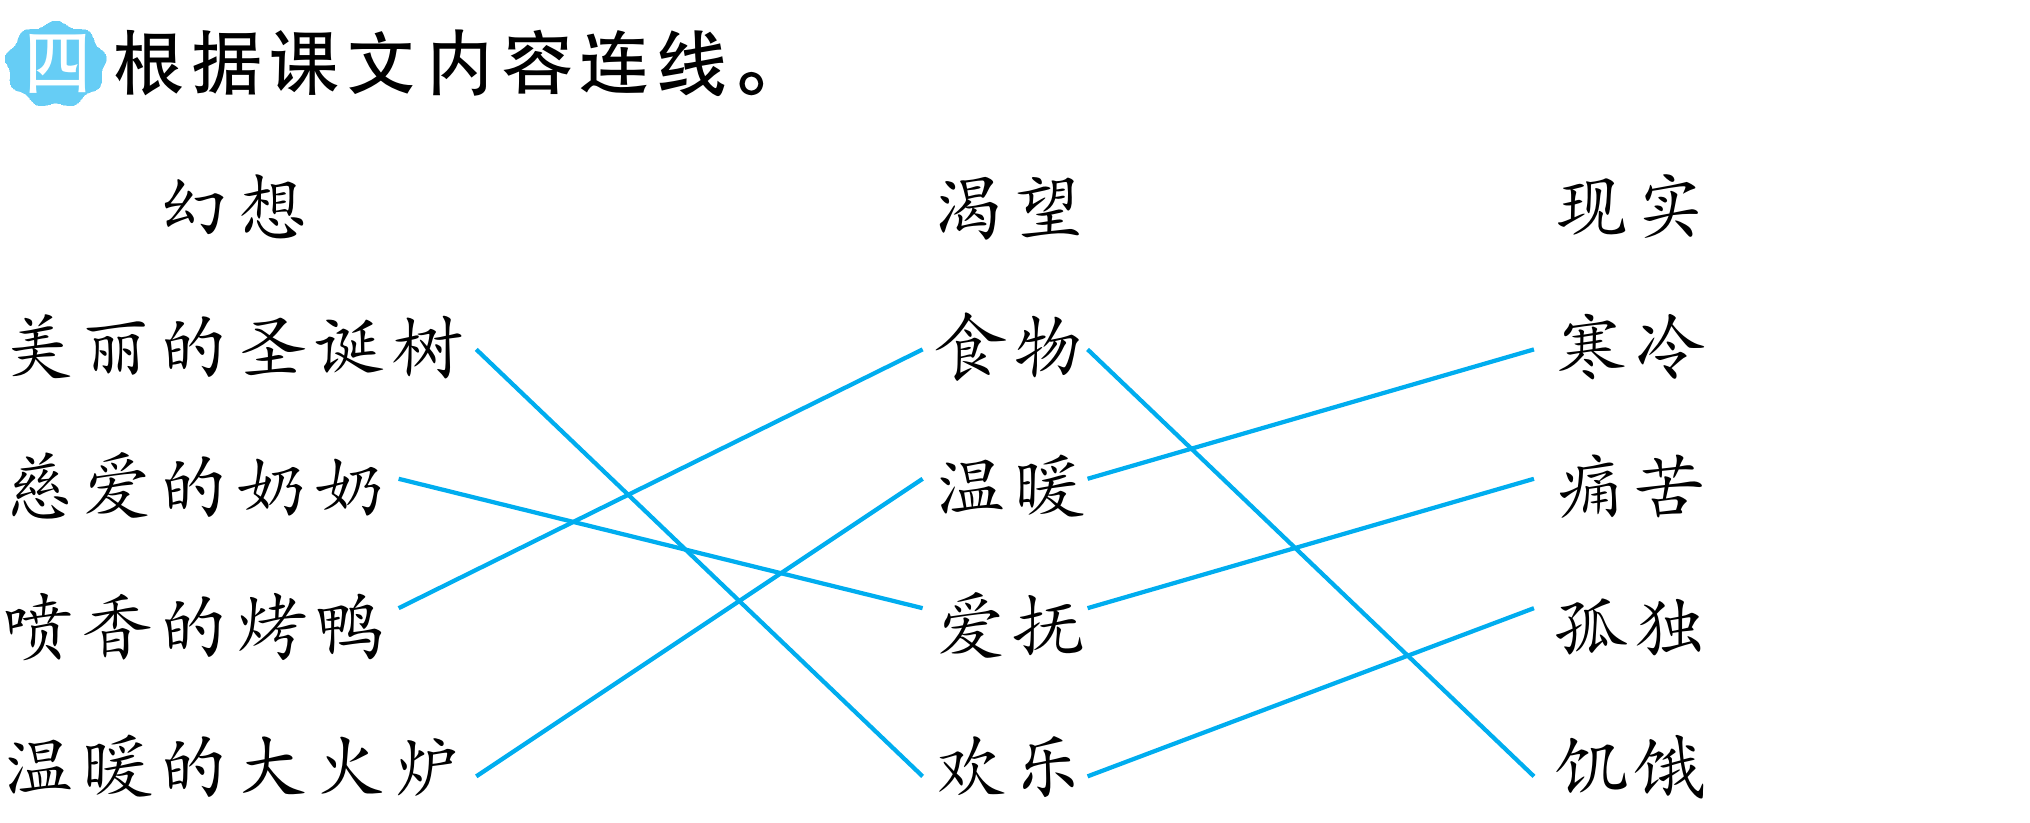 四 根据课文内容连线。
幻想 渴望 现实
美丽的圣诞树 食物 寒冷
慈爱的奶奶 温暖 痛苦
喷香的烤鸭 爱抚 孤独
温暖的大火炉 欢乐 饥饿